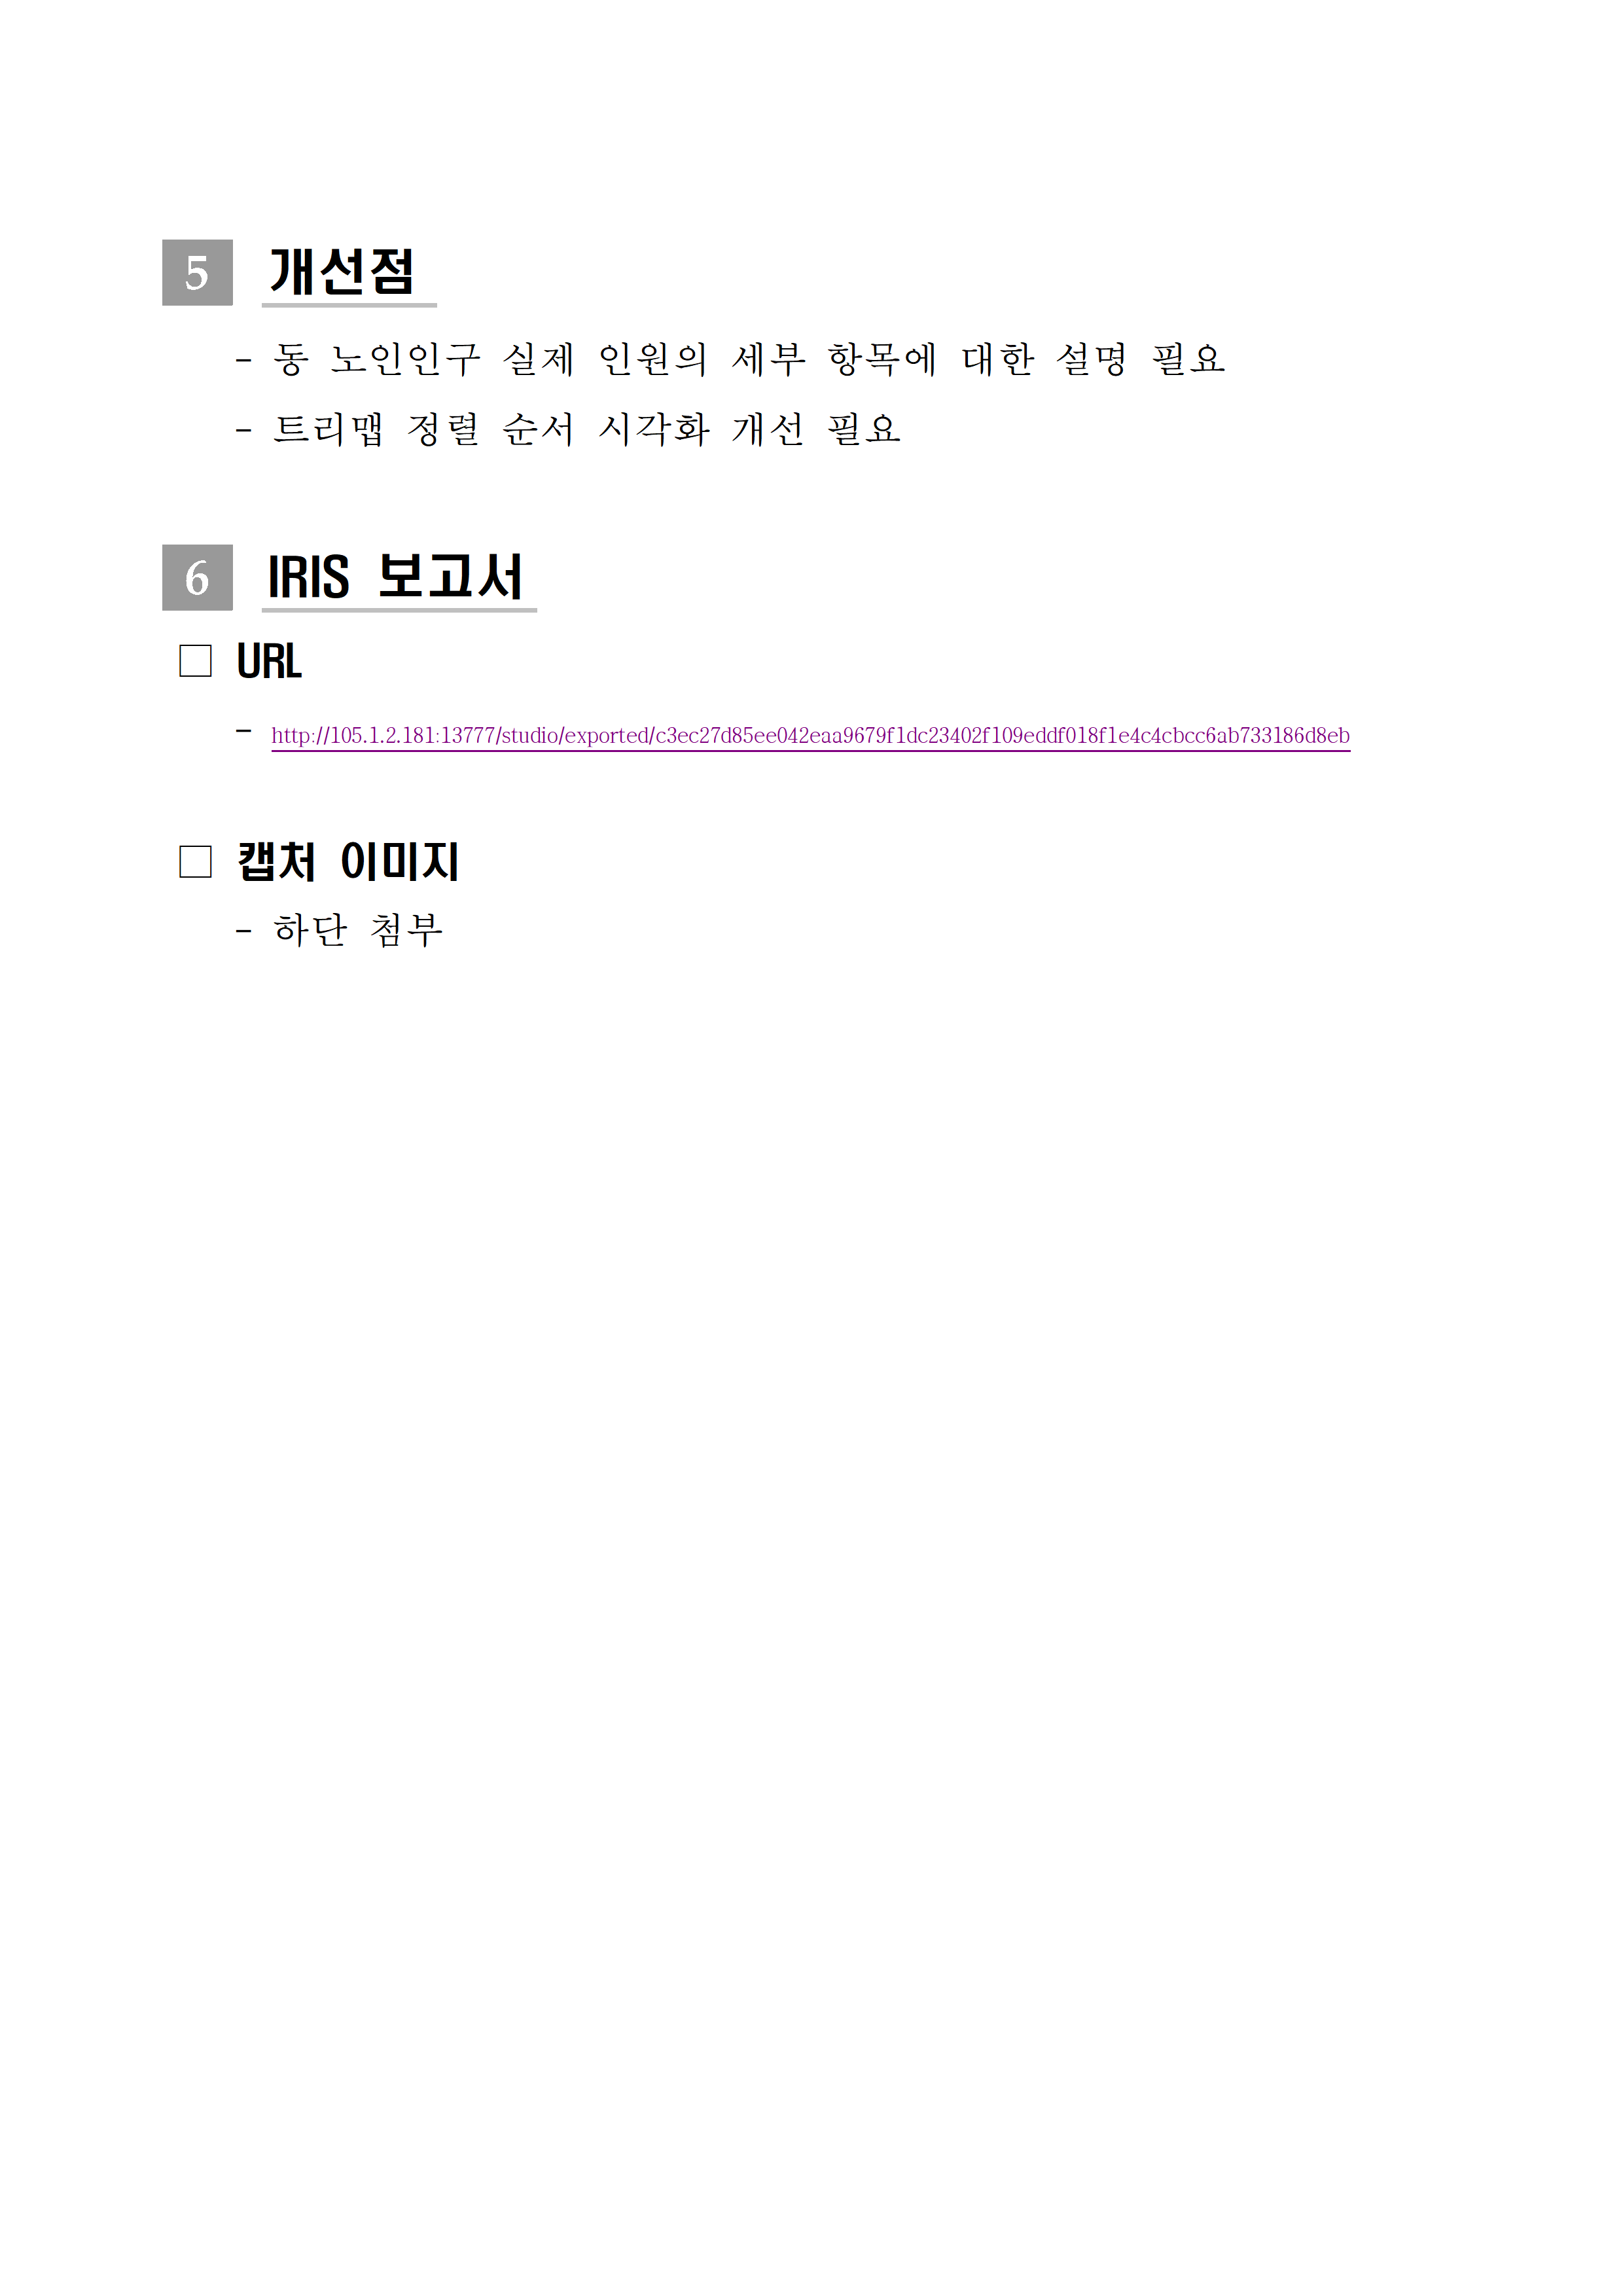 5 개선점
- 동 노인인구 실제 인원의 세부 항목에 대한 설명 필요
- 트리맵 정렬 순서 시각화 개선 필요
6 IRIS 보고서
□ URL
- http://105.1.2.181:13777/studio/exported/c3ec27d85ee042eaa9679f1dc23402f109eddf018f1e4c4cbcc6ab733186d8eb
□ 캡처 이미지
- 하단 첨부